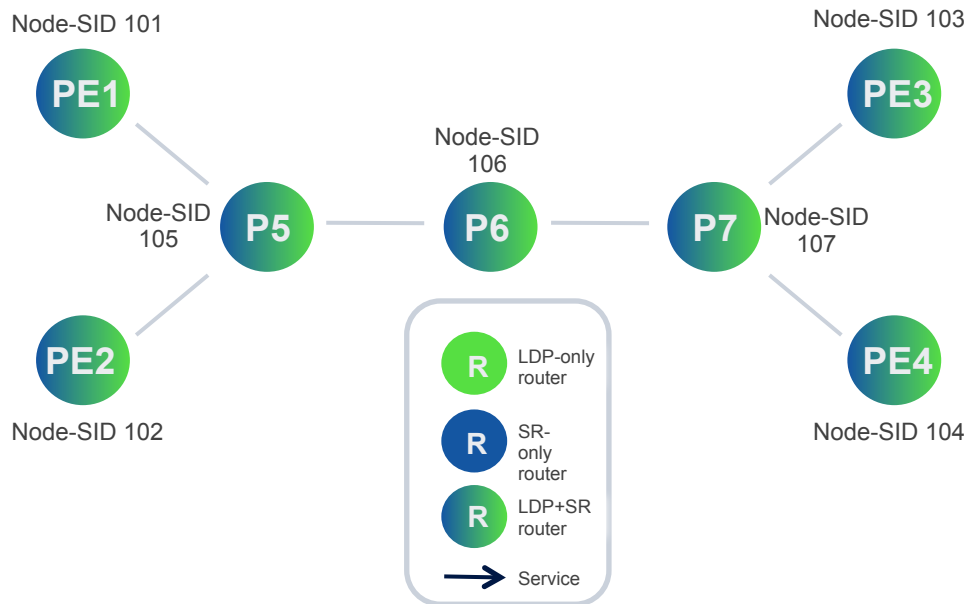 Node-SID 101
Node-SID 103
PE1
PE3
Node-SID
106
Node-SID
105
P5
P6
P7
Node-SID
107
PE2
PE4
Node-SID 102
Node-SID 104
R
LDP-only
router
R
SR-
only
router
R
LDP+SR
router
Service